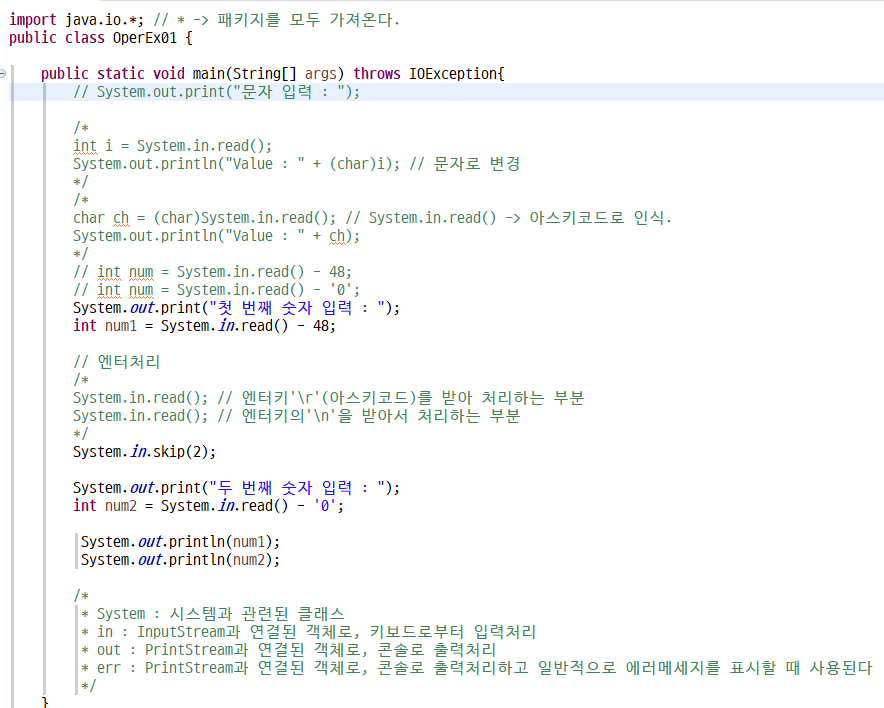 import java.io.*; // * -> 패키지를 모두 가져온다.
public class OperEx01 {
public static void main(String[] args) throws IOException{
// System.out.print("문자 입력 : ");
/*
int i = System.in.read();
System.out.println("Value : " + (char)i); // 문자로 변경
*/
/*
char ch = (char)System.in.read(); // System.in.read() -> 아스키코드로 인식.
System.out.println("Value : " + ch);
*/
// int num = System.in.read() - 48;
// int num = System.in.read() - '0';
System.out.print("첫 번째 숫자 입력 : ");
int num1 = System.in.read() - 48;
// 엔터처리
/*
System.in.read(); // 엔터키'\r'(아스키코드)를 받아 처리하는 부분
System.in.read(); // 엔터키의'\n'을 받아서 처리하는 부분
*/
System.in.skip(2);
System.out.print("두 번째 숫자 입력 : ");
int num2 = System.in.read() - '0';
System.out.println(num1);
System.out.println(num2);
/*
* System : 시스템과 관련된 클래스
* in : InputStream과 연결된 객체로, 키보드로부터 입력처리
* out : PrintStream과 연결된 객체로, 콘솔로 출력처리
* err : PrintStream과 연결된 객체로, 콘솔로 출력처리하고 일반적으로 에러메세지를 표시할 때 사용된다
*/
}